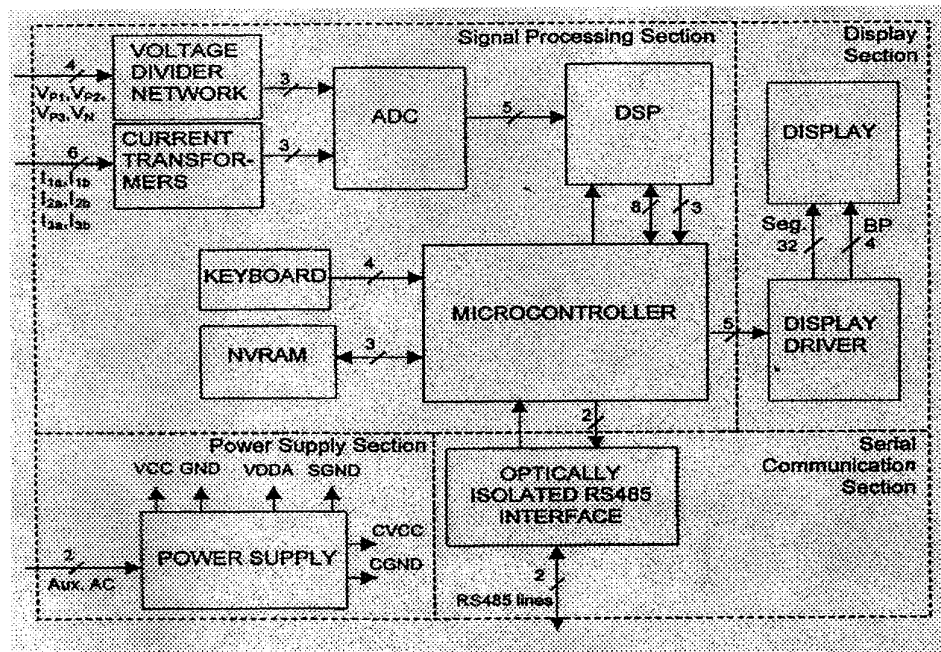 Signal Processing Section
Display
Section
VOLTAGE
DIVIDER
NETWORK
4
VP1, VP2,
VP3, VN
3
ADC
5
DSP
DISPLAY
CURRENT
TRANSFOR-
MERS
6
I1a, I1b
I2a, I2b
I3a, I3b
3
8
3
Seg.
32
BP
4
KEYBOARD
4
MICROCONTROLLER
NVRAM
3
5
DISPLAY
DRIVER
2
Power Supply Section
VCC GND VDDA SGND
Serial
Communication
Section
OPTICALLY
ISOLATED RS485
INTERFACE
POWER SUPPLY
CVCC
CGND
2
Aux. AC
2
RS485 lines